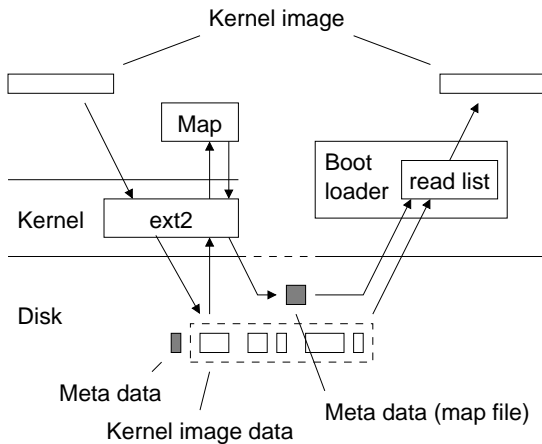 Kernel image
Map
Boot
loader
read list
Kernel
ext2
Disk
Meta data
Meta data (map file)
Kernel image data